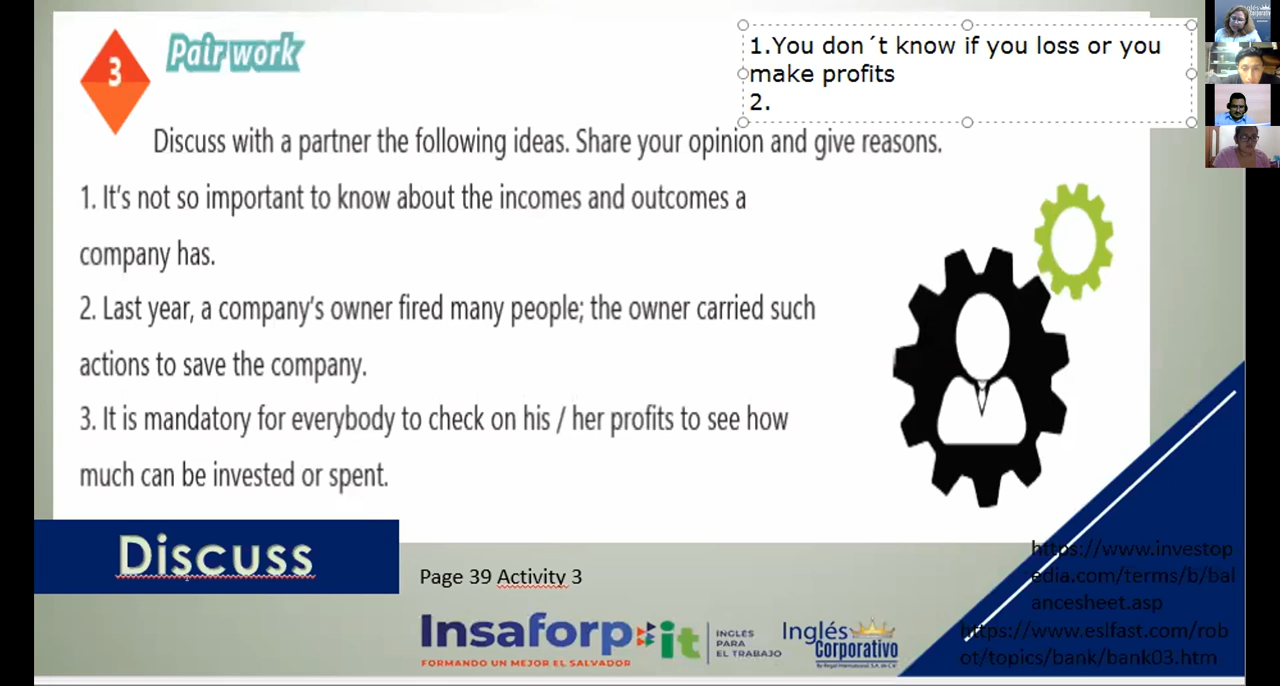 3
Pair work
1.You don´t know if you loss or you
make profits
2.
Discuss with a partner the following ideas. Share your opinion and give reasons.
1. It's not so important to know about the incomes and outcomes a
company has.
2. Last year, a company's owner fired many people; the owner carried such
actions to save the company.
3. It is mandatory for everybody to check on his / her profits to see how
much can be invested or spent.
Discuss
Page 39 Activity 3
https://www.investop
edia.com/terms/b/bal
ancesheet.asp
https://www.eslfast.com/rob
ot/topics/bank/bank03.htm
Insaforp it
INGLÉS
PARA
EL TRABAJO
FORMANDO UN MEJOR EL SALVADOR
Inglés
Corporativo
Inglés
Corporativo